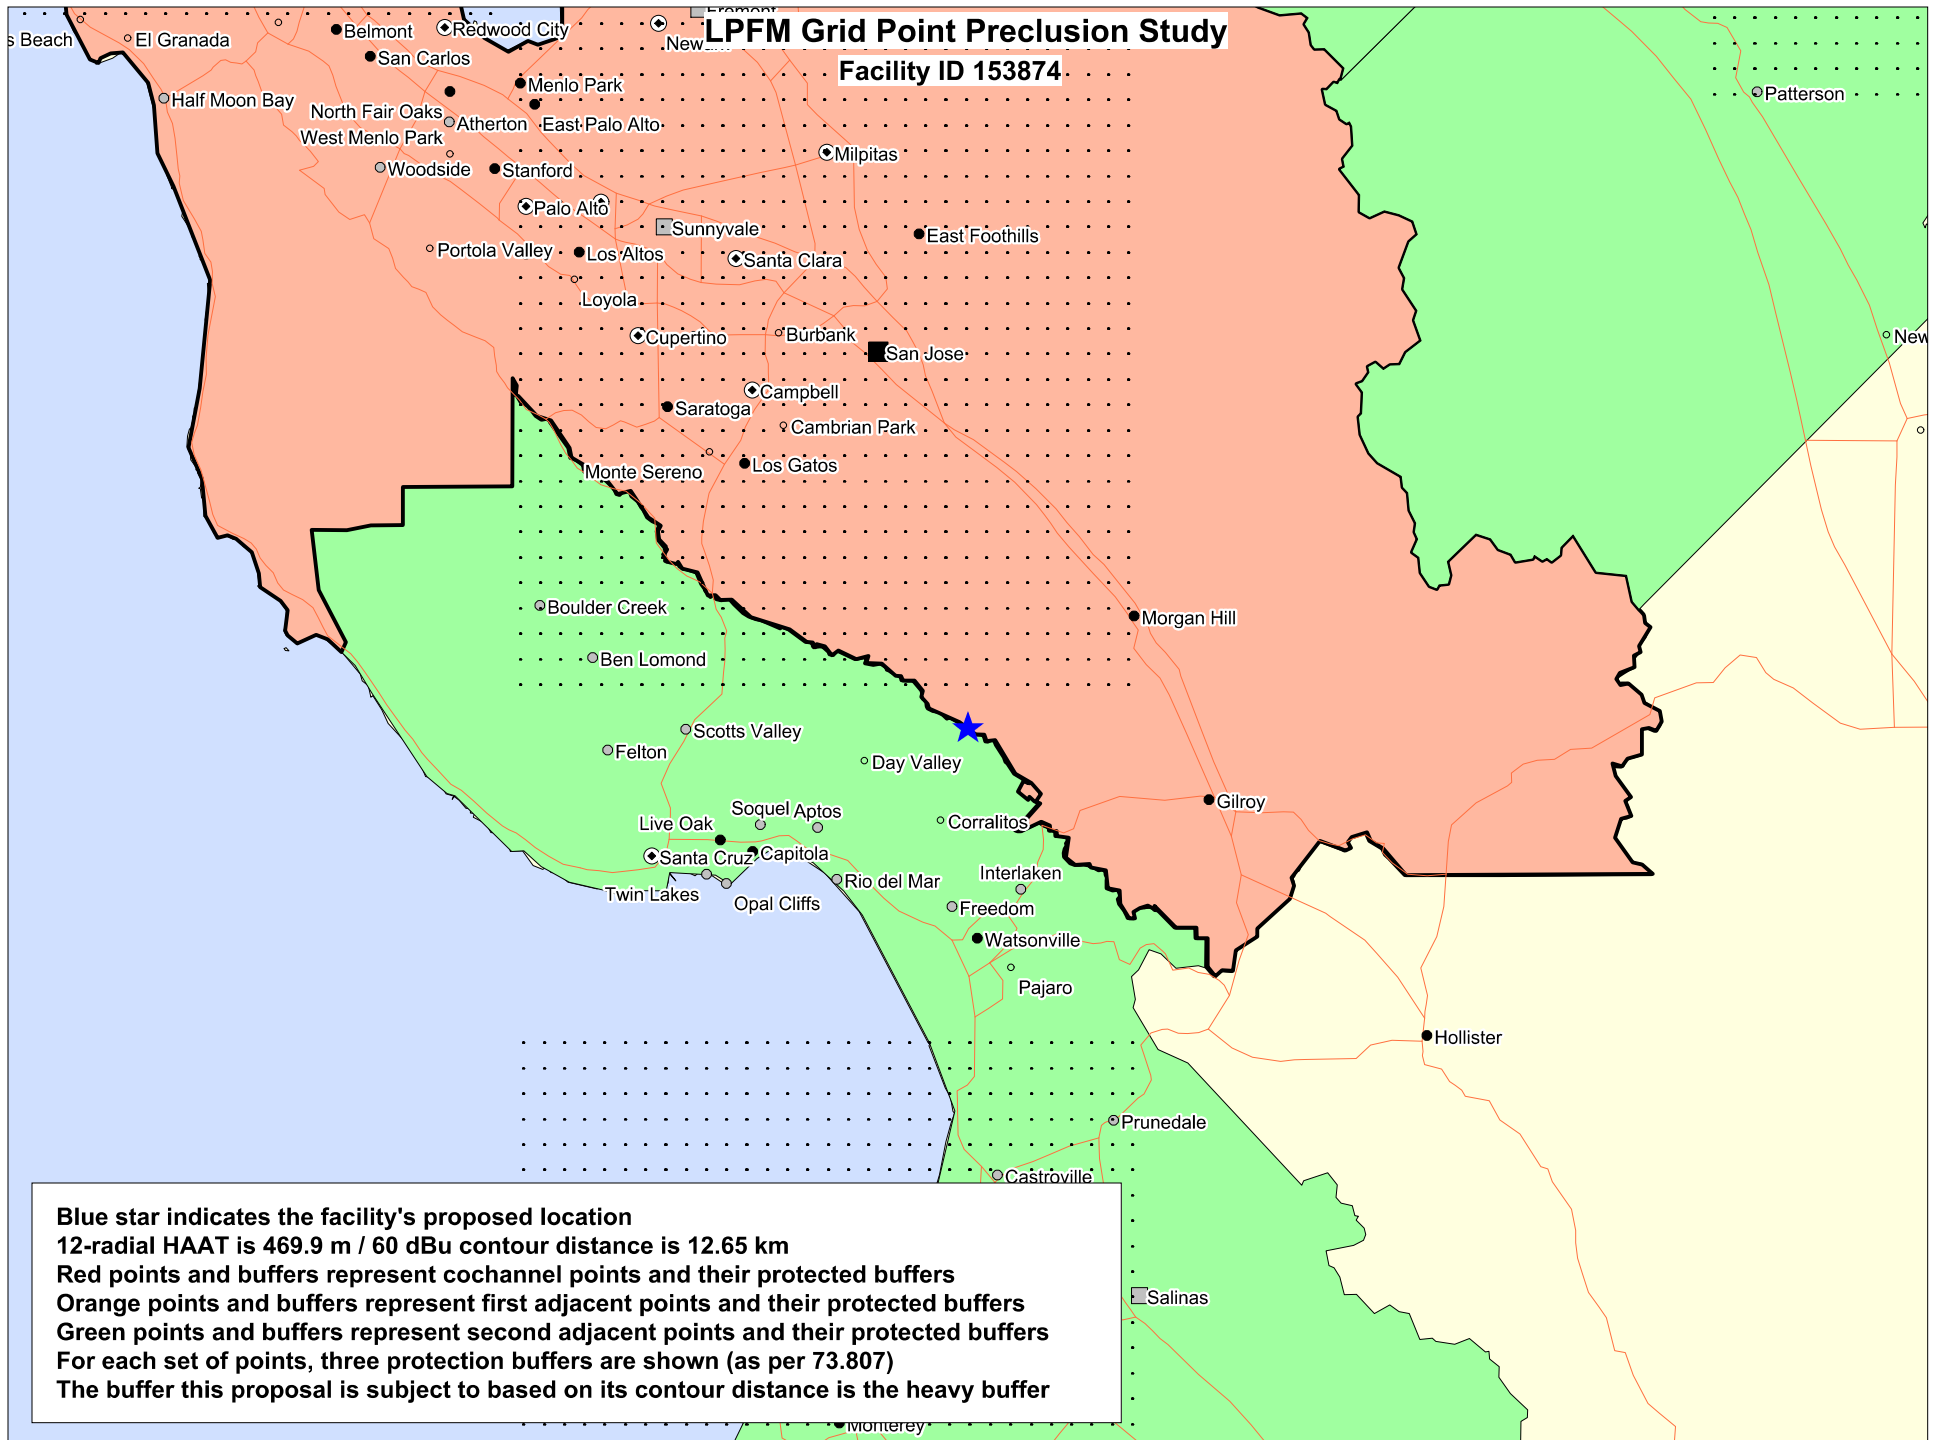 LPFM Grid Point Preclusion Study
Facility ID 153874
s Beach
El Granada
Belmont
Redwood City
San Carlos
Half Moon Bay
Menlo Park
North Fair Oaks
Atherton
East Palo Alto
West Menlo Park
Woodside
Stanford
Milpitas
Patterson
Palo Alto
Sunnyvale
East Foothills
Portola Valley
Los Altos
Santa Clara
Loyola
Cupertino
Burbank
San Jose
New
Campbell
Saratoga
Cambrian Park
Monte Sereno
Los Gatos
Boulder Creek
Morgan Hill
Ben Lomond
Scotts Valley
Felton
Day Valley
Gilroy
Soquel
Aptos
Live Oak
Corralitos
Santa Cruz
Capitola
Rio del Mar
Interlaken
Twin Lakes
Opal Cliffs
Freedom
Watsonville
Pajaro
Hollister
Prunedale
Castroville
Salinas
Monterey
Blue star indicates the facility's proposed location
12-radial HAAT is 469.9 m / 60 dBu contour distance is 12.65 km
Red points and buffers represent cochannel points and their protected buffers
Orange points and buffers represent first adjacent points and their protected buffers
Green points and buffers represent second adjacent points and their protected buffers
For each set of points, three protection buffers are shown (as per 73.807)
The buffer this proposal is subject to based on its contour distance is the heavy buffer